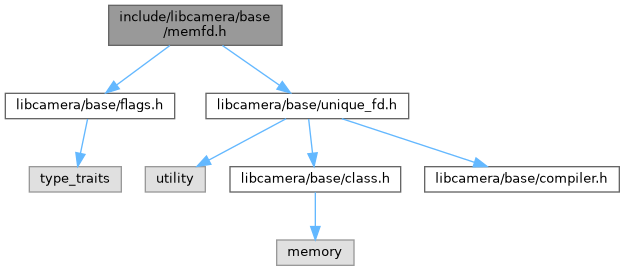 include/libcamera/base
/memfd.h
libcamera/base/flags.h
libcamera/base/unique_fd.h
type_traits
utility
libcamera/base/class.h
libcamera/base/compiler.h
memory